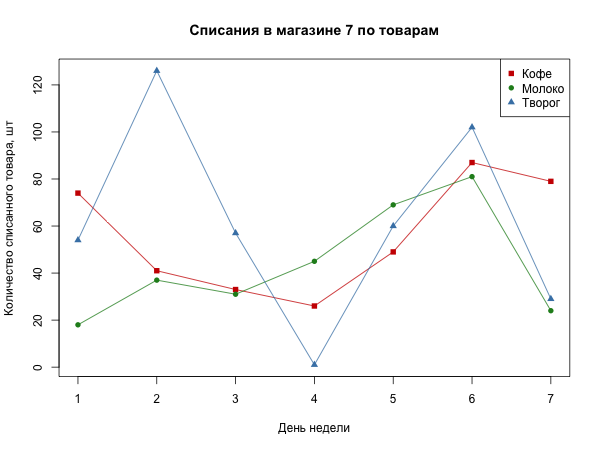 Списания в магазине 7 по товарам
Кофе
Молоко
Творог
Количество списанного товара, шт
120
100
80
60
40
20
0
1 2 3 4 5 6 7
День недели